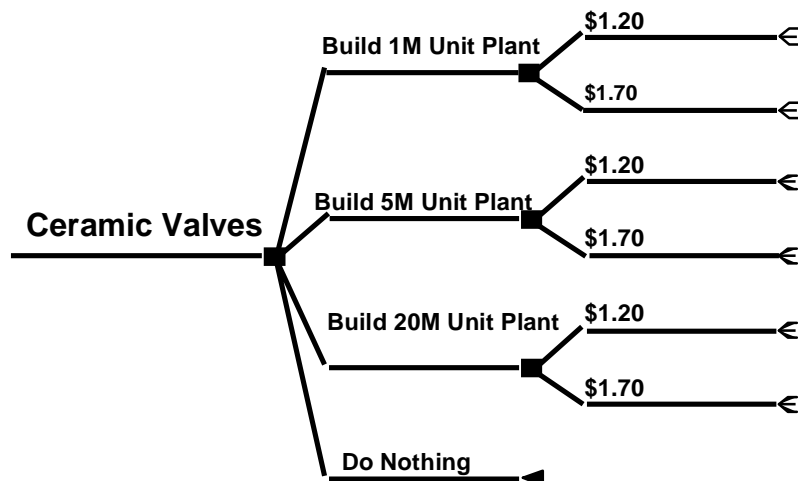 $1.20
Build 1M Unit Plant
$1.70
$1.20
Build 5M Unit Plant
Ceramic Valves
$1.70
$1.20
Build 20M Unit Plant
$1.70
Do Nothing